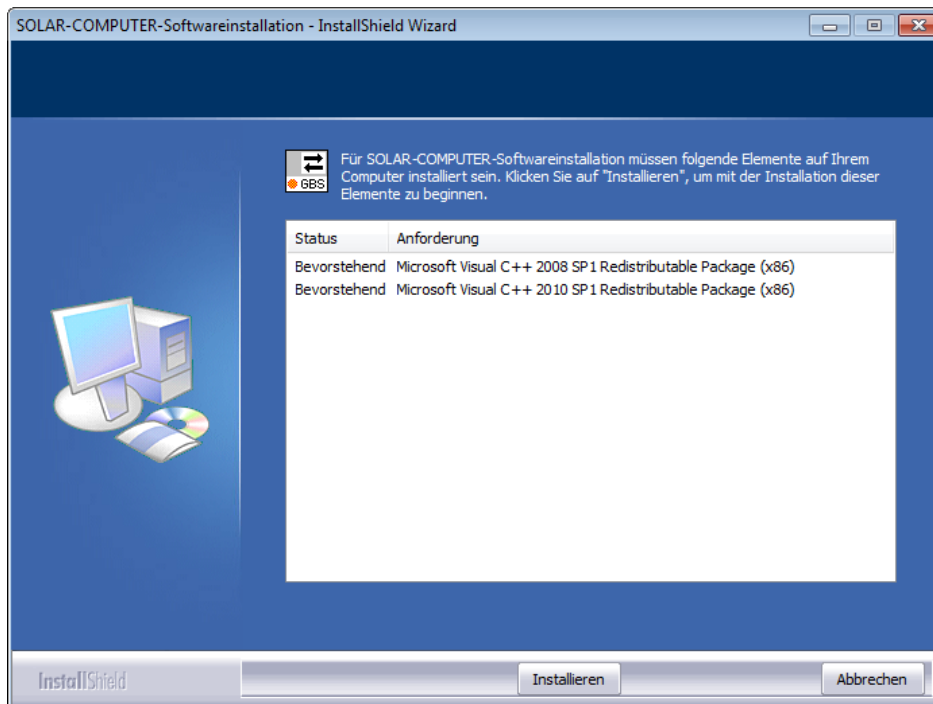 SOLAR-COMPUTER-Softwareinstallation - InstallShield Wizard
GBS
Für SOLAR-COMPUTER-Softwareinstallation müssen folgende Elemente auf Ihrem
Computer installiert sein. Klicken Sie auf "Installieren", um mit der Installation dieser
Elemente zu beginnen.
Status Anforderung
Bevorstehend Microsoft Visual C++ 2008 SP1 Redistributable Package (x86)
Bevorstehend Microsoft Visual C++ 2010 SP1 Redistributable Package (x86)
InstallShield
Installieren
Abbrechen